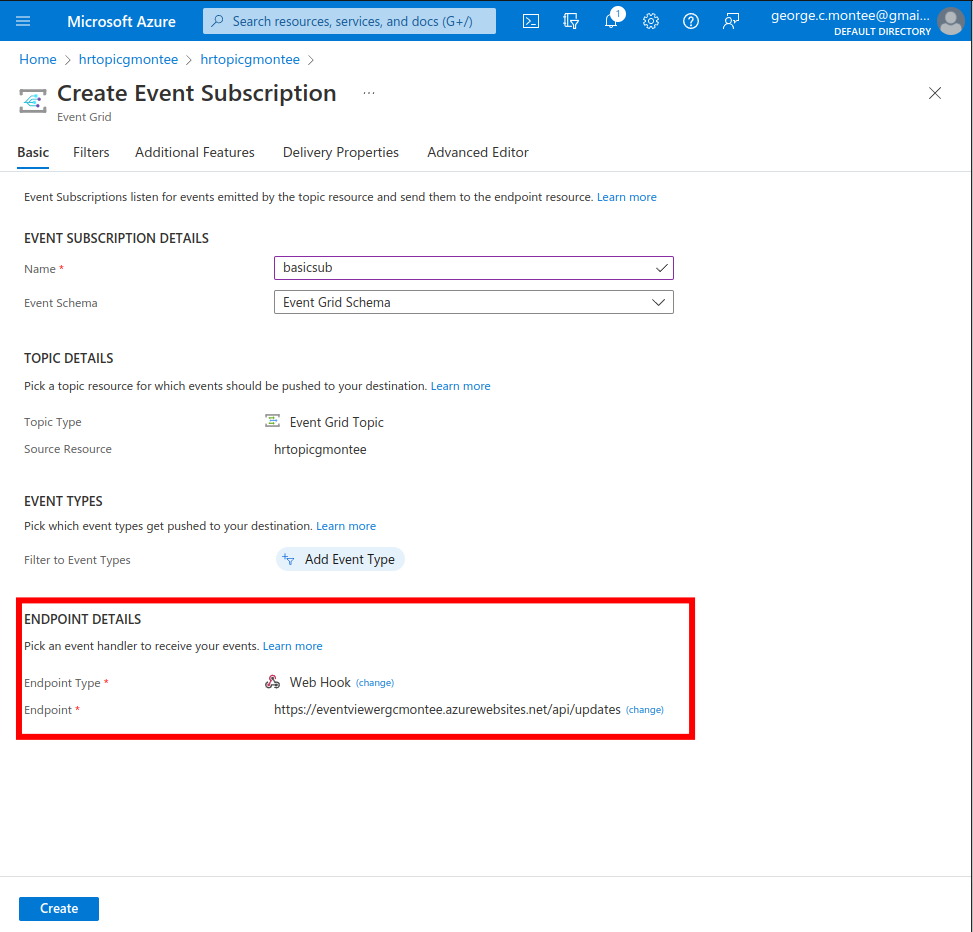 Microsoft Azure
Search resources, services, and docs (G+/)
1
george.c.montee@gmai...
DEFAULT DIRECTORY
Home > hrtopicgmontee > hrtopicgmontee >
Create Event Subscription ...
Event Grid
Basic Filters Additional Features Delivery Properties Advanced Editor
Event Subscriptions listen for events emitted by the topic resource and send them to the endpoint resource. Learn more
EVENT SUBSCRIPTION DETAILS
Name * basicsub
Event Schema Event Grid Schema
TOPIC DETAILS
Pick a topic resource for which events should be pushed to your destination. Learn more
Topic Type Event Grid Topic
Source Resource hrtopicgmontee
EVENT TYPES
Pick which event types get pushed to your destination. Learn more
Filter to Event Types Add Event Type
ENDPOINT DETAILS
Pick an event handler to receive your events. Learn more
Endpoint Type * Web Hook (change)
Endpoint * https://eventviewergcmontee.azurewebsites.net/api/updates (change)
Create